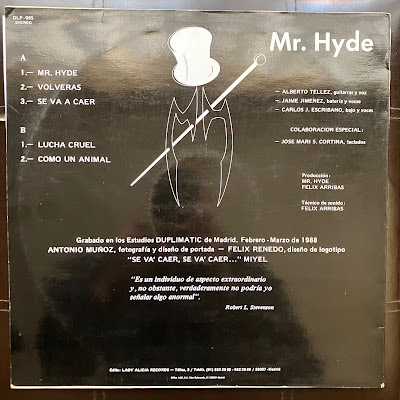 DLP-085
STEREO
Mr. Hyde
A
1.— MR. HYDE
2.— VOLVERAS
3.— SE VA A CAER
B
1.— LUCHA CRUEL
2.— COMO UN ANIMAL
— ALBERTO TELLEZ, guitarras y voz
— JAIME JIMENEZ, batería y voces
— CARLOS J. ESCRIBANO, bajo y voces
COLABORACION ESPECIAL:
— JOSE MARI S. CORTINA, teclados
Producción:
MR. HYDE
FELIX ARRIBAS
Técnico de sonido:
FELIX ARRIBAS
Grabado en los Estudios DUPLIMATIC de Madrid, Febrero - Marzo de 1988
ANTONIO MUÑOZ, fotografía y diseño de portada — FELIX RENEDO, diseño de logotipo
"SE VA' CAER, SE VA' CAER..." MIYEL
"Es un individuo de aspecto extraordinario
y, no obstante, verdaderamente no podría yo
señalar algo anormal".
Robert L. Stevenson
Edita: LADY ALICIA RECORDS —